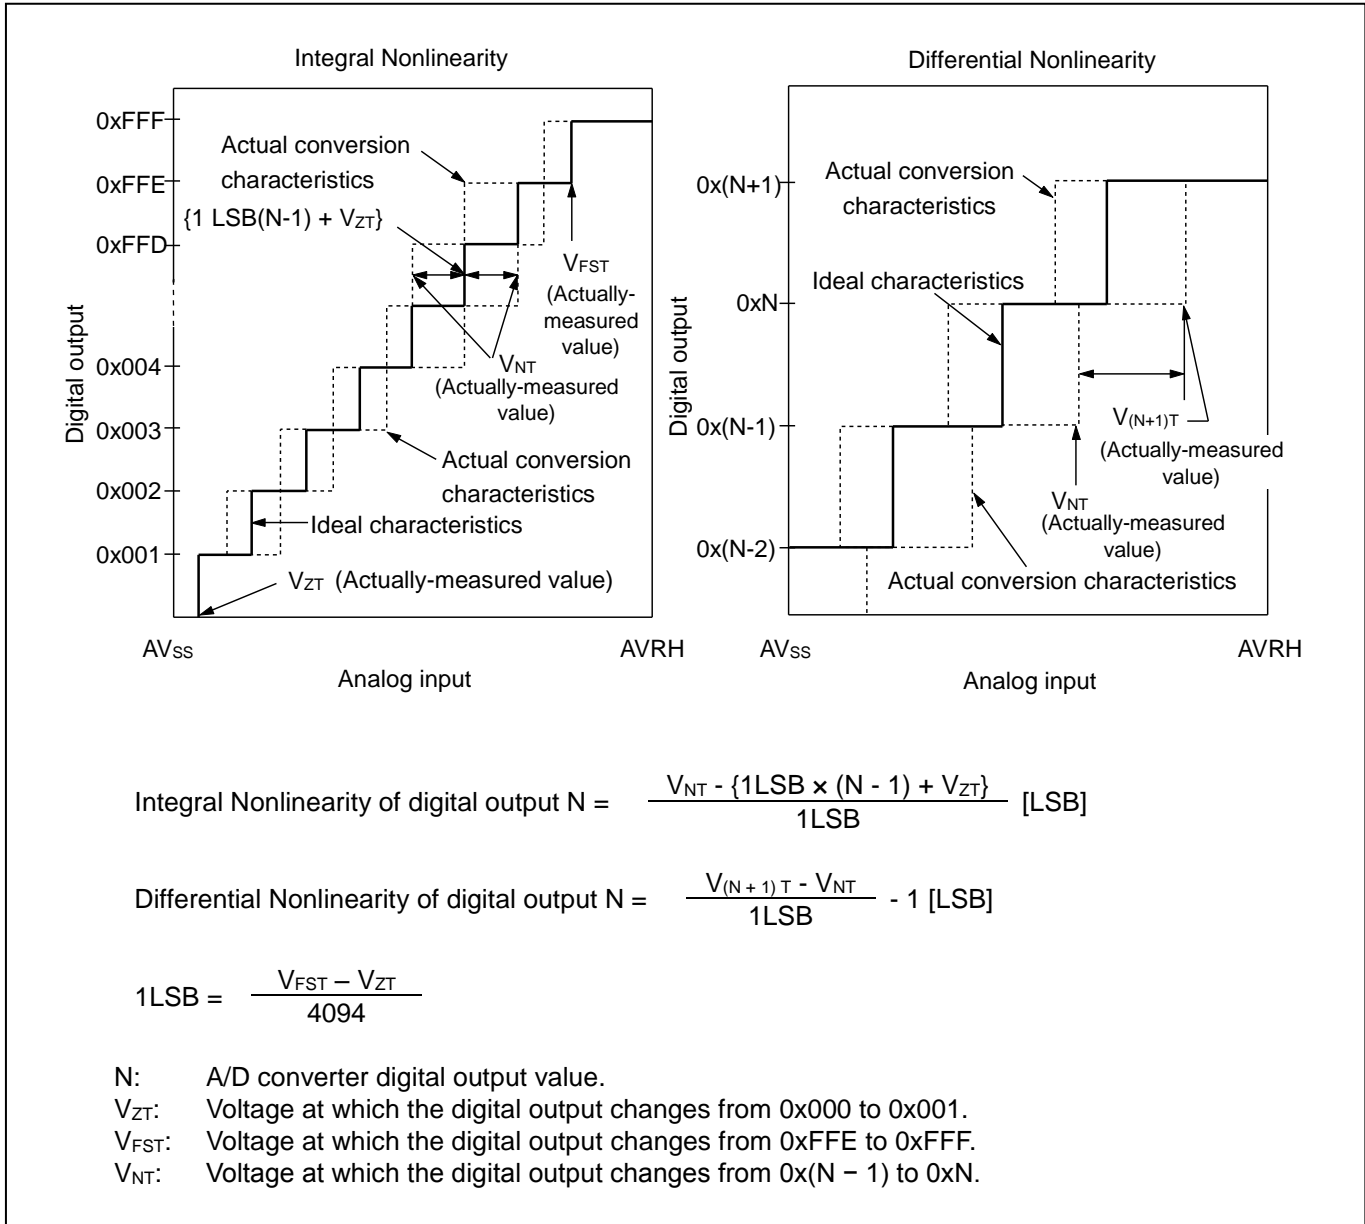 Integral Nonlinearity
0xFFF
0xFFE
0xFFD
0x004
0x003
0x002
0x001
Digital output
Actual conversion
characteristics
{1 LSB(N-1) + VZT}
VFST
(Actually-
measured
value)
VNT
(Actually-measured
value)
Actual conversion
characteristics
Ideal characteristics
VZT (Actually-measured value)
AVSS
AVRH
Analog input
Differential Nonlinearity
0x(N+1)
0xN
0x(N-1)
0x(N-2)
Digital output
Actual conversion
characteristics
Ideal characteristics
V(N+1)T
(Actually-measured
value)
VNT
(Actually-measured
value)
Actual conversion characteristics
AVSS
AVRH
Analog input
Integral Nonlinearity of digital output N = VNT - {1LSB × (N - 1) + VZT} / 1LSB [LSB]
Differential Nonlinearity of digital output N = V(N + 1) T - VNT / 1LSB - 1 [LSB]
1LSB = VFST – VZT / 4094
N: A/D converter digital output value.
VZT: Voltage at which the digital output changes from 0x000 to 0x001.
VFST: Voltage at which the digital output changes from 0xFFE to 0xFFF.
VNT: Voltage at which the digital output changes from 0x(N − 1) to 0xN.